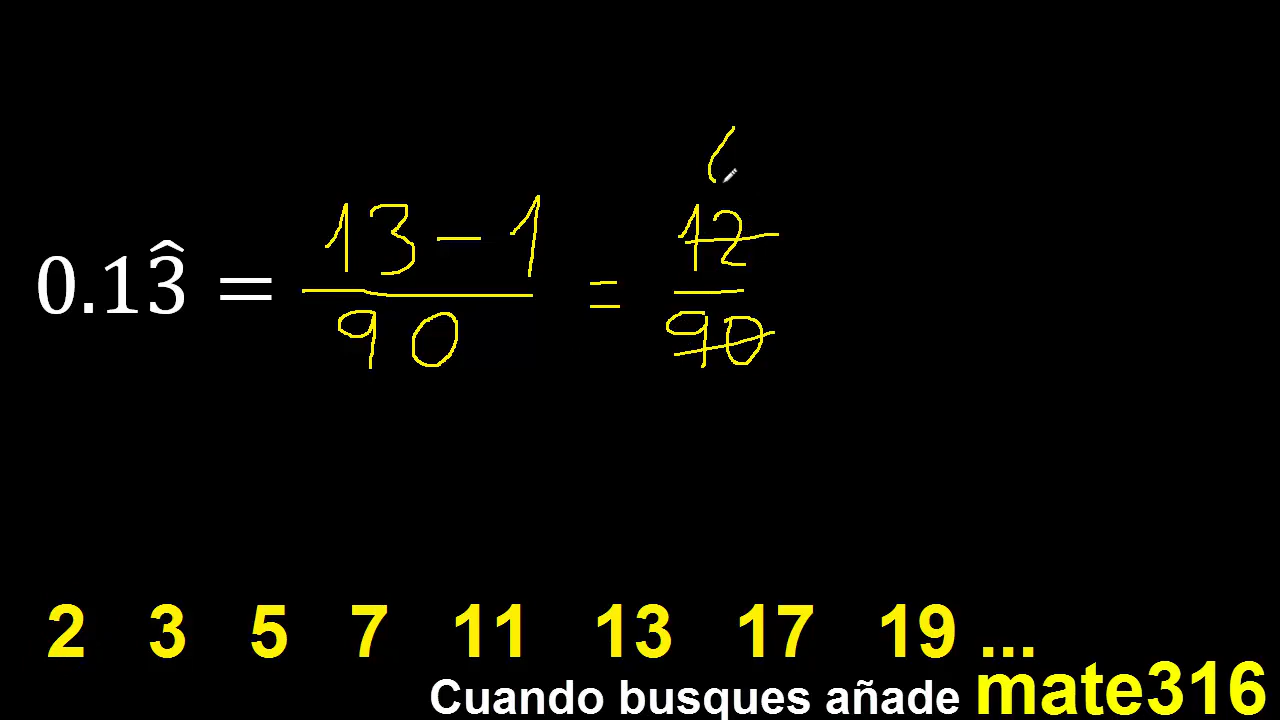 6
0.13̂ = 13 - 1 / 90 = 12 / 90
2 3 5 7 11 13 17 19 ...
Cuando busques añade mate316